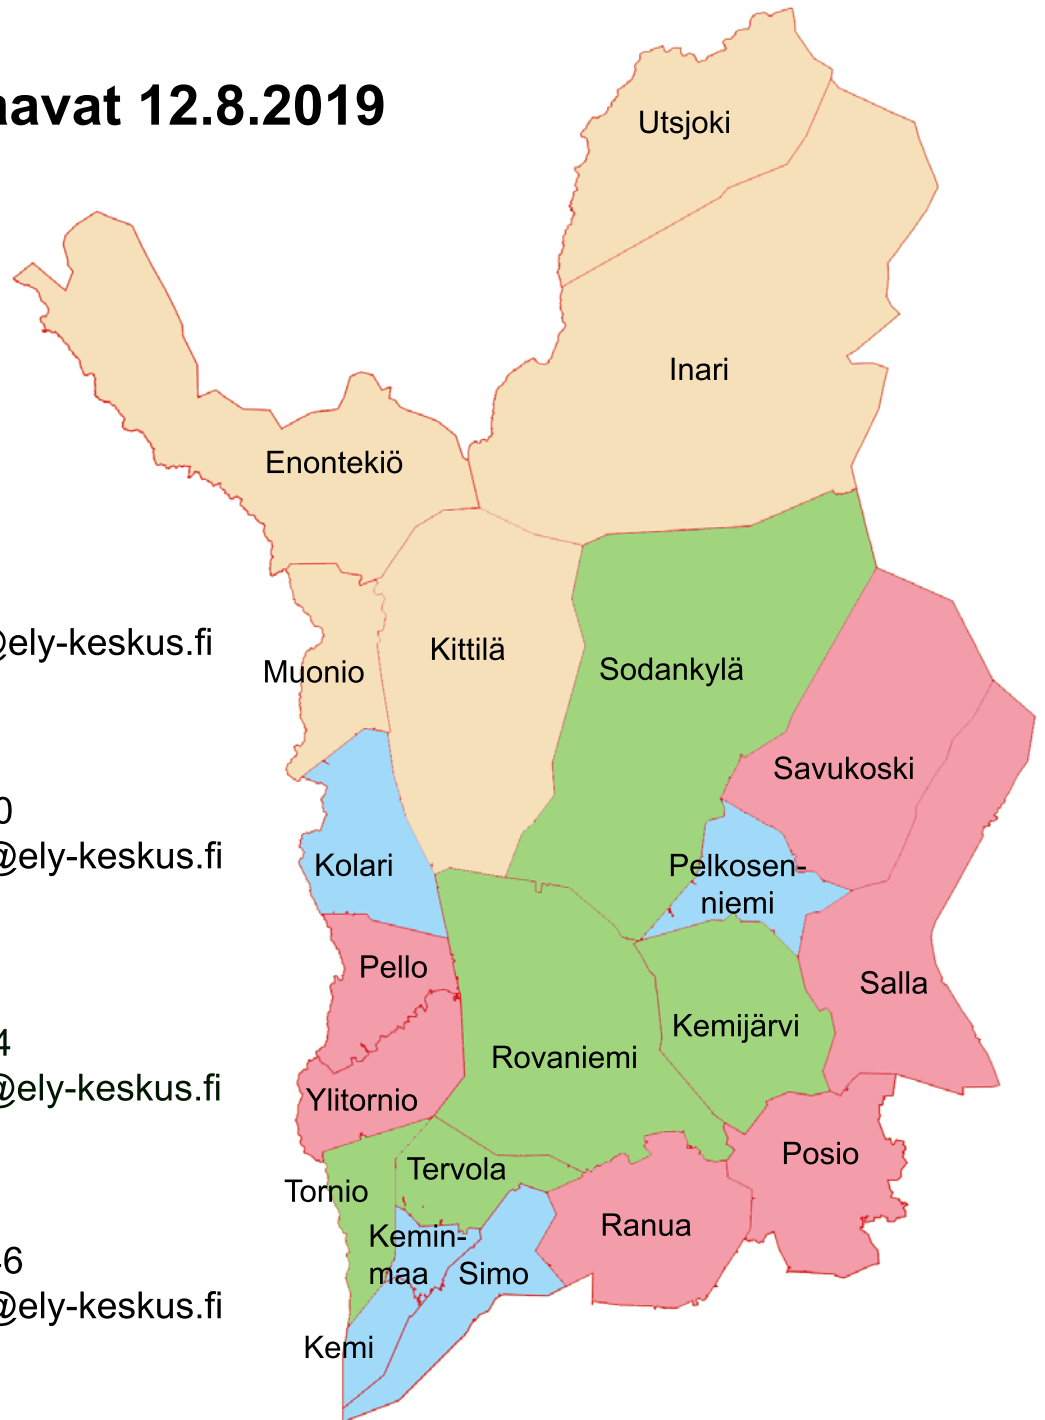 aavat 12.8.2019
Utsjoki
Inari
Enontekiö
@ely-keskus.fi
Kittilä
Muonio
Sodankylä
Savukoski
0
@ely-keskus.fi
Kolari
Pelkosen-
niemi
Pello
Salla
Kemijärvi
4
Rovaniemi
@ely-keskus.fi
Ylitornio
Posio
Tervola
Tornio
Ranua
Kemin-
maa
Simo
46
@ely-keskus.fi
Kemi